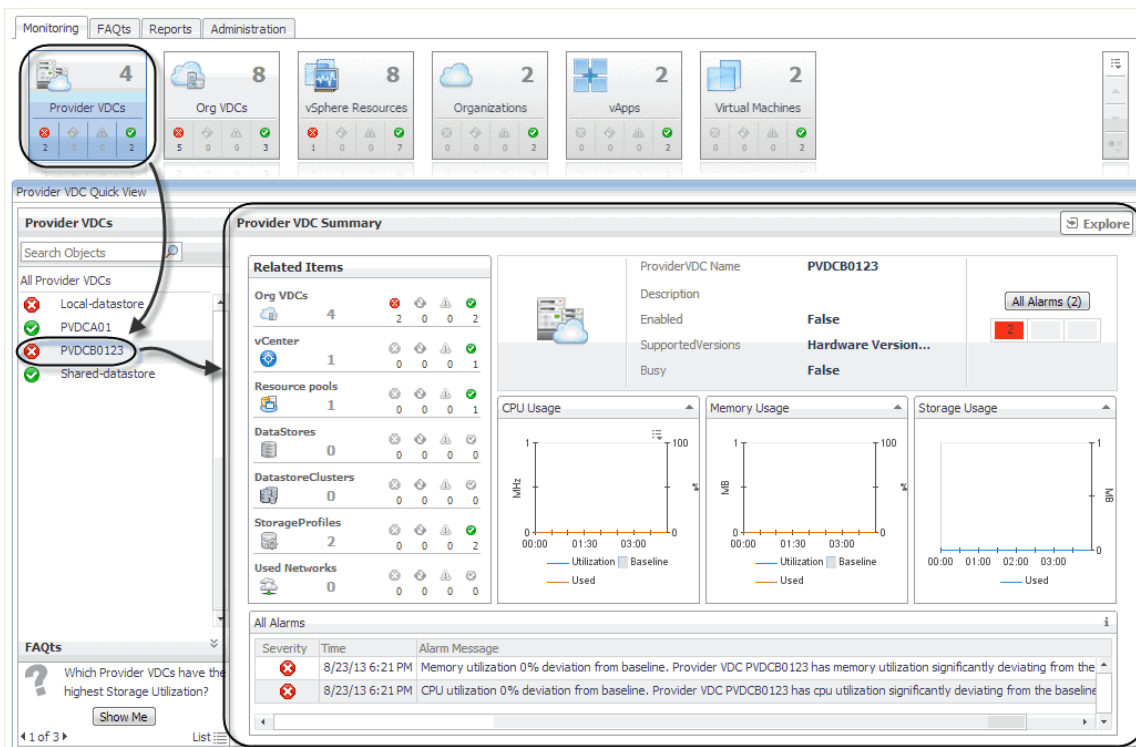 Monitoring FAQts Reports Administration
4 8 8 2 2 2
Provider VDCs Org VDCs vSphere Resources Organizations vApps Virtual Machines
2 0 0 2 5 0 0 3 1 0 0 7 0 0 0 2 0 0 0 2 0 0 0 2
Provider VDC Quick View
Provider VDCs
Search Objects
All Provider VDCs
Local-datastore
PVDCA01
PVDCB0123
Shared-datastore
FAQts
Which Provider VDCs have the
highest Storage Utilization?
Show Me
1 of 3 List
Provider VDC Summary Explore
Related Items
Org VDCs
4 2 0 0 2
vCenter
1 0 0 0 1
Resource pools
1 0 0 0 1
DataStores
0 0 0 0 0
DatastoreClusters
0 0 0 0 0
StorageProfiles
2 0 0 0 2
Used Networks
0 0 0 0 0
ProviderVDC Name PVDCB0123
Description
Enabled False
SupportedVersions Hardware Version...
Busy False
All Alarms (2)
2
CPU Usage
1 100
MHz %
0 0
00:00 01:30 03:00
Utilization Baseline
Used
Memory Usage
1 100
MB %
0 0
00:00 01:30 03:00
Utilization Baseline
Used
Storage Usage
1
MB
0
00:00 01:00 02:00 03:00
Used
All Alarms
Severity Time Alarm Message
8/23/13 6:21 PM Memory utilization 0% deviation from baseline. Provider VDC PVDCB0123 has memory utilization significantly deviating from the
8/23/13 6:21 PM CPU utilization 0% deviation from baseline. Provider VDC PVDCB0123 has cpu utilization significantly deviating from the baseline